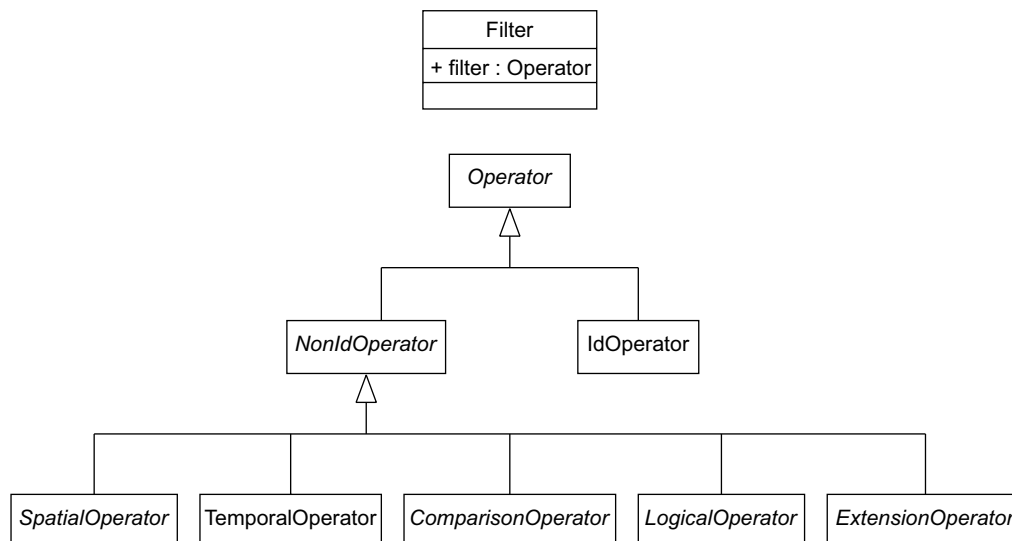 Filter
+ filter : Operator
Operator
NonIdOperator
IdOperator
SpatialOperator
TemporalOperator
ComparisonOperator
LogicalOperator
ExtensionOperator